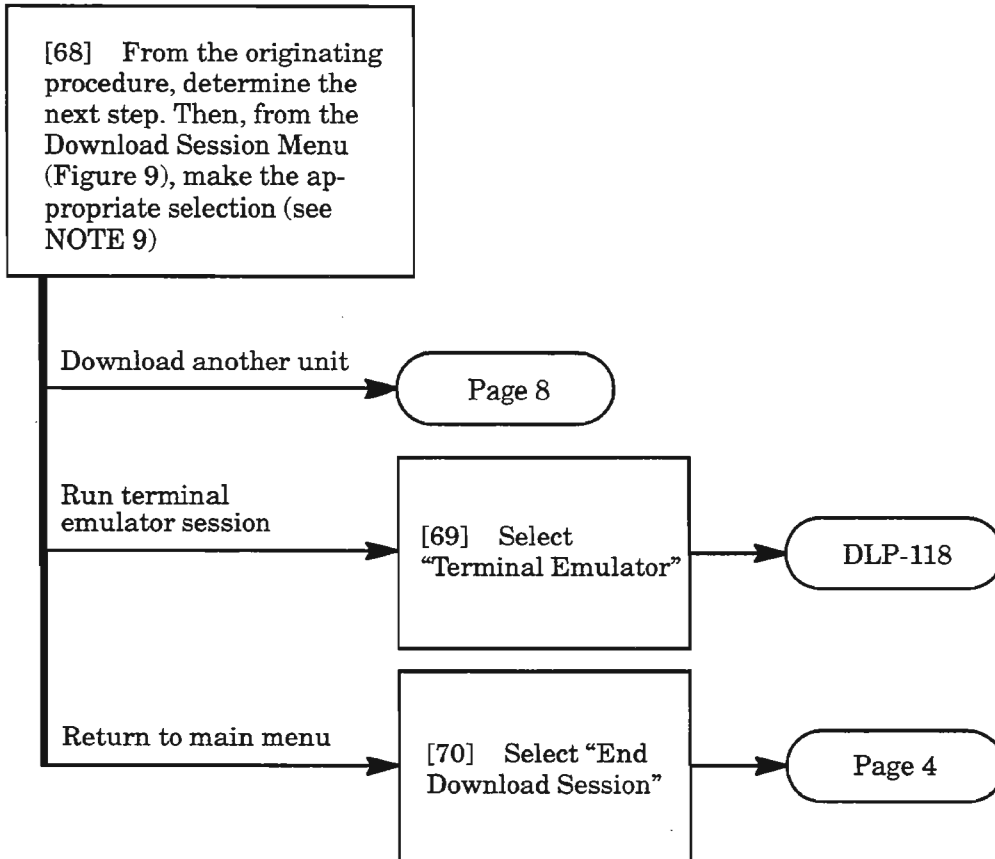 [68] From the originating
procedure, determine the
next step. Then, from the
Download Session Menu
(Figure 9), make the ap-
propriate selection (see
NOTE 9)
Download another unit
Page 8
Run terminal
emulator session
[69] Select
“Terminal Emulator”
DLP-118
Return to main menu
[70] Select “End
Download Session”
Page 4